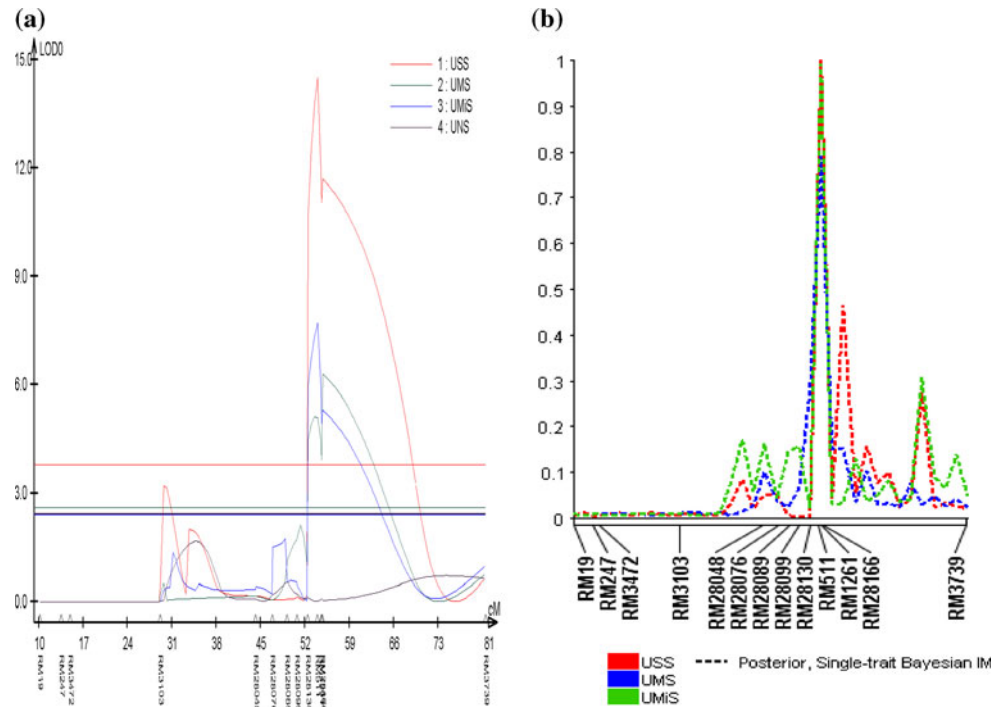 (a)
LOD0
15.0
12.0
9.0
6.0
3.0
0.0
1 : USS
2 : UMS
3 : UMiS
4 : UNS
cM
10
17
24
31
38
45
52
59
66
73
81
RM19
RM247
RM3472
RM3103
RM3739
(b)
1
0.9
0.8
0.7
0.6
0.5
0.4
0.3
0.2
0.1
0
RM19
RM247
RM3472
RM3103
RM28048
RM28076
RM28089
RM28099
RM28130
RM511
RM1261
RM28166
RM3739
USS
UMS
UMiS
Posterior, Single-trait Bayesian IM